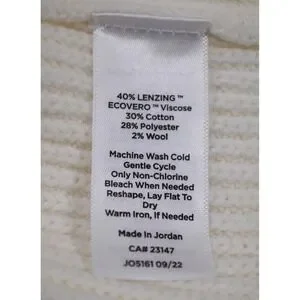 40% LENZING™
ECOVERO™ Viscose
30% Cotton
28% Polyester
2% Wool
Machine Wash Cold
Gentle Cycle
Only Non-Chlorine
Bleach When Needed
Reshape, Lay Flat To
Dry
Warm Iron, If Needed
Made in Jordan
CA# 23147
JO5161 09/22